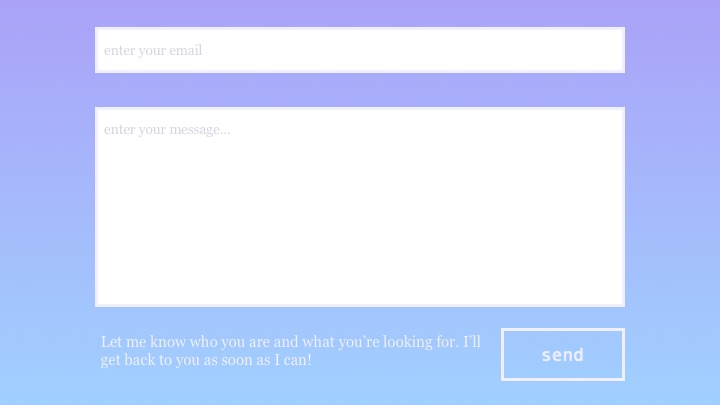 enter your email
enter your message...
Let me know who you are and what you're looking for. I'll
get back to you as soon as I can!
send